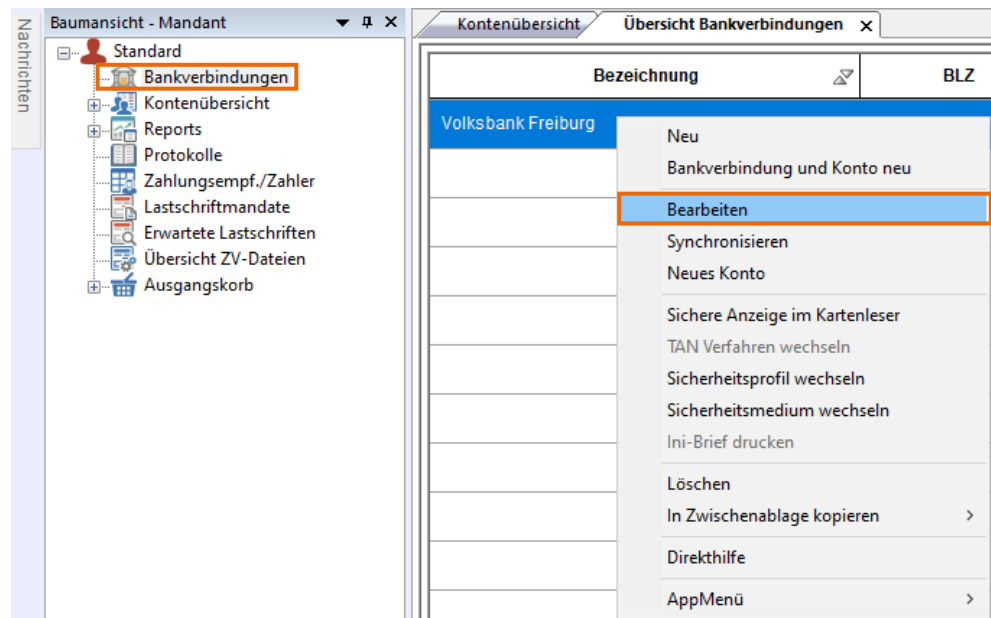 Nachrichten
Baumansicht - Mandant
Standard
Bankverbindungen
Kontenübersicht
Reports
Protokolle
Zahlungsempf./Zahler
Lastschriftmandate
Erwartete Lastschriften
Übersicht ZV-Dateien
Ausgangskorb
Kontenübersicht
Übersicht Bankverbindungen
Bezeichnung
BLZ
Volksbank Freiburg
Neu
Bankverbindung und Konto neu
Bearbeiten
Synchronisieren
Neues Konto
Sichere Anzeige im Kartenleser
TAN Verfahren wechseln
Sicherheitsprofil wechseln
Sicherheitsmedium wechseln
Ini-Brief drucken
Löschen
In Zwischenablage kopieren
Direkthilfe
AppMenü